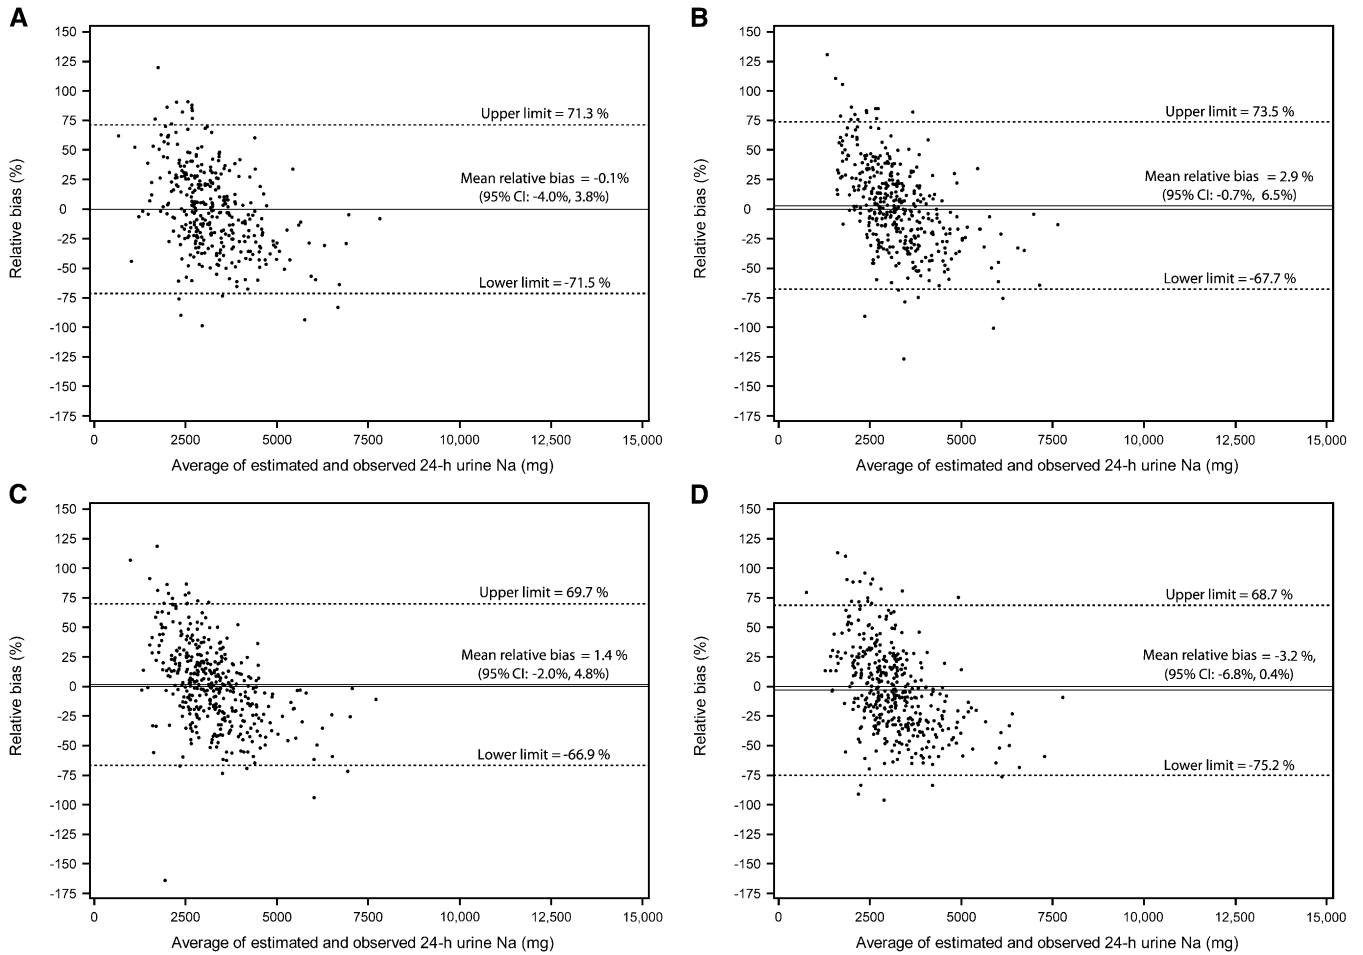 A
150
125
100
75
50
25
0
-25
-50
-75
-100
-125
-150
-175
Relative bias (%)
Upper limit = 71.3 %
Mean relative bias = -0.1%
(95% CI: -4.0%, 3.8%)
Lower limit = -71.5 %
0 2500 5000 7500 10,000 12,500 15,000
Average of estimated and observed 24-h urine Na (mg)
B
150
125
100
75
50
25
0
-25
-50
-75
-100
-125
-150
-175
Relative bias (%)
Upper limit = 73.5 %
Mean relative bias = 2.9 %
(95% CI: -0.7%, 6.5%)
Lower limit = -67.7 %
0 2500 5000 7500 10,000 12,500 15,000
Average of estimated and observed 24-h urine Na (mg)
C
150
125
100
75
50
25
0
-25
-50
-75
-100
-125
-150
-175
Relative bias (%)
Upper limit = 69.7 %
Mean relative bias = 1.4 %
(95% CI: -2.0%, 4.8%)
Lower limit = -66.9 %
0 2500 5000 7500 10,000 12,500 15,000
Average of estimated and observed 24-h urine Na (mg)
D
150
125
100
75
50
25
0
-25
-50
-75
-100
-125
-150
-175
Relative bias (%)
Upper limit = 68.7 %
Mean relative bias = -3.2 %,
(95% CI: -6.8%, 0.4%)
Lower limit = -75.2 %
0 2500 5000 7500 10,000 12,500 15,000
Average of estimated and observed 24-h urine Na (mg)